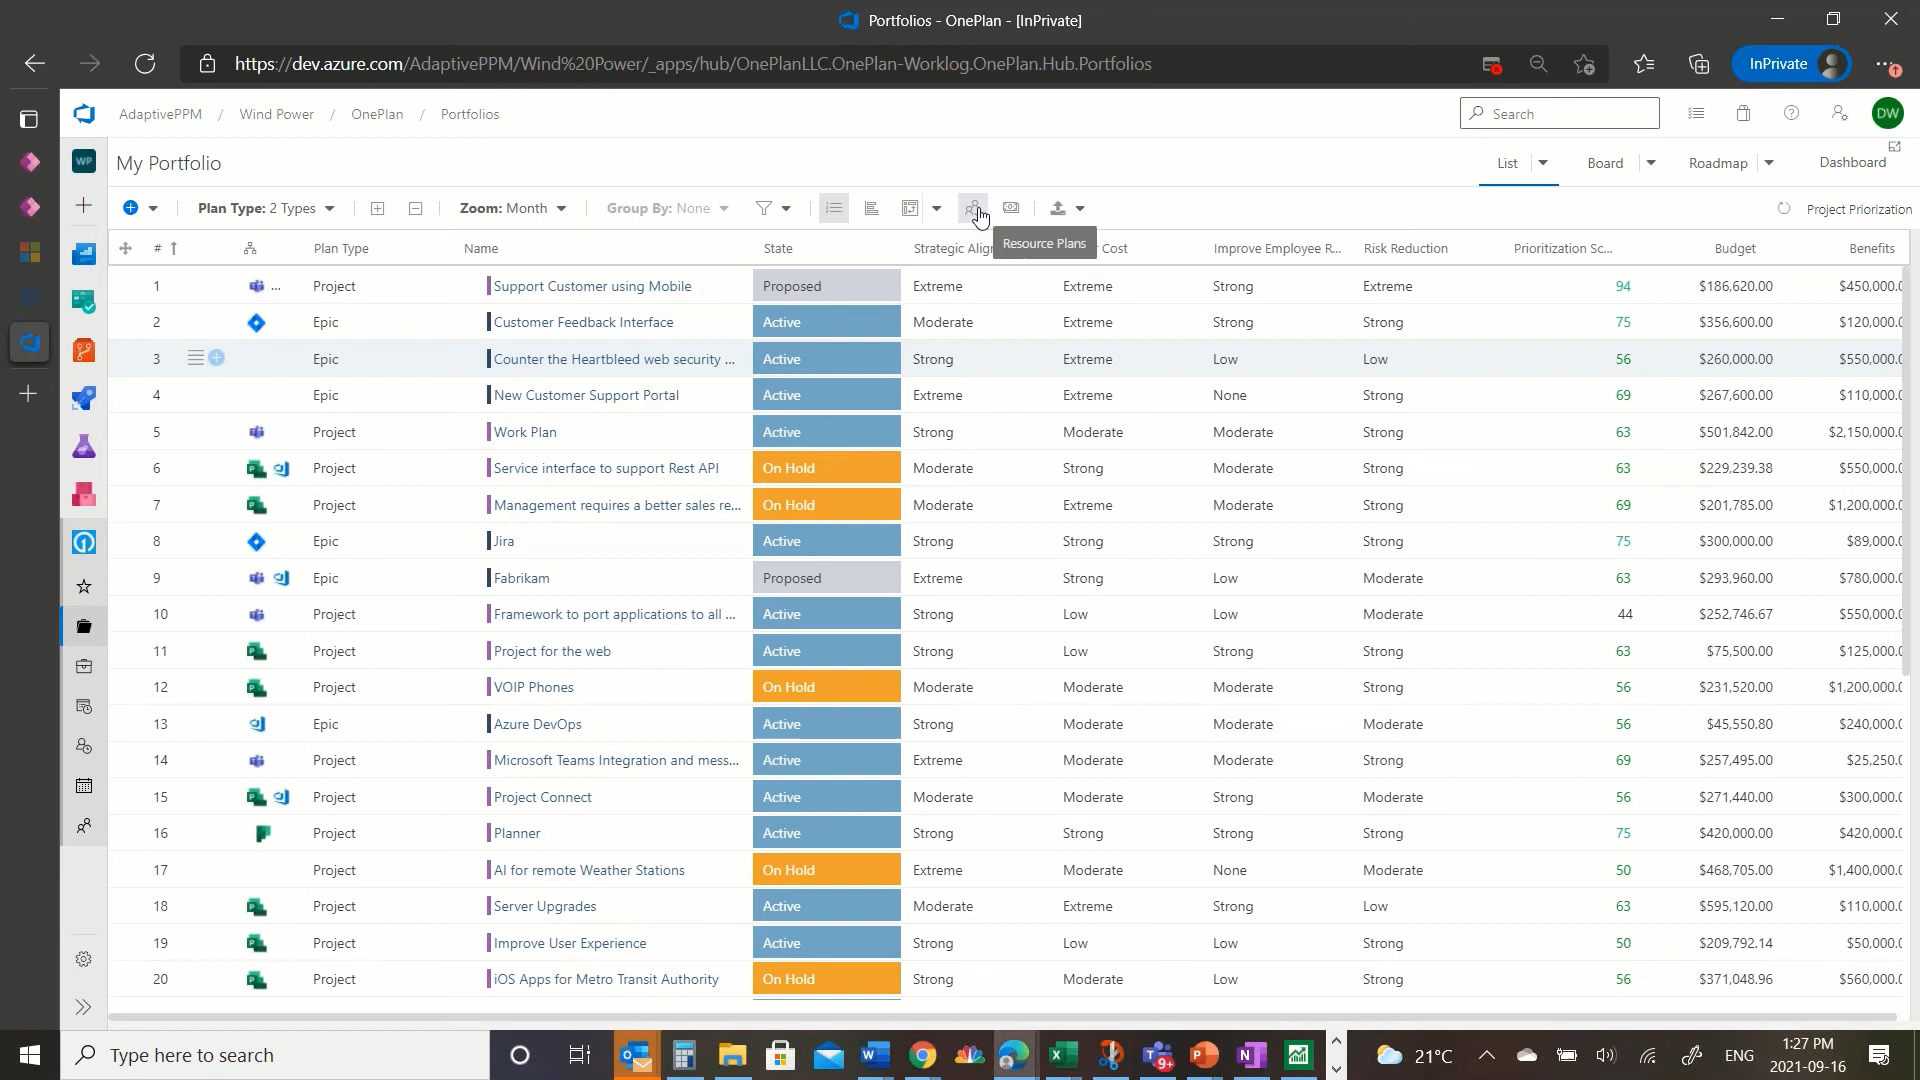 Portfolios - OnePlan - [InPrivate]
https://dev.azure.com/AdaptivePPM/Wind%20Power/_apps/hub/OnePlanLLC.OnePlan-Worklog.OnePlan.Hub.Portfolios
InPrivate
AdaptivePPM / Wind Power / OnePlan / Portfolios
Search
DW
WP
My Portfolio
List
Board
Roadmap
Dashboard
Plan Type: 2 Types
Zoom: Month
Group By: None
Project Priorization
Resource Plans
# Plan Type Name State Strategic Align Cost Improve Employee R... Risk Reduction Prioritization Sc... Budget Benefits
1 ... Project Support Customer using Mobile Proposed Extreme Extreme Strong Extreme 94 $186,620.00 $450,000.0
2 Epic Customer Feedback Interface Active Moderate Extreme Strong Strong 75 $356,600.00 $120,000.0
3 Epic Counter the Heartbleed web security ... Active Strong Extreme Low Low 56 $260,000.00 $550,000.0
4 Epic New Customer Support Portal Active Extreme Extreme None Strong 69 $267,600.00 $110,000.0
5 Project Work Plan Active Strong Moderate Moderate Strong 63 $501,842.00 $2,150,000.0
6 Project Service interface to support Rest API On Hold Moderate Strong Moderate Strong 63 $229,239.38 $550,000.0
7 Project Management requires a better sales re... On Hold Moderate Extreme Moderate Strong 69 $201,785.00 $1,200,000.0
8 Epic Jira Active Strong Strong Strong Strong 75 $300,000.00 $89,000.0
9 Epic Fabrikam Proposed Extreme Strong Low Moderate 63 $293,960.00 $780,000.0
10 Project Framework to port applications to all ... Active Strong Low Low Moderate 44 $252,746.67 $550,000.0
11 Project Project for the web Active Strong Low Strong Strong 63 $75,500.00 $125,000.0
12 Project VOIP Phones On Hold Moderate Moderate Moderate Strong 56 $231,520.00 $1,200,000.0
13 Epic Azure DevOps Active Strong Moderate Moderate Moderate 56 $45,550.80 $240,000.0
14 Project Microsoft Teams Integration and mess... Active Extreme Moderate Moderate Strong 69 $257,495.00 $25,250.0
15 Project Project Connect Active Moderate Moderate Strong Moderate 56 $271,440.00 $300,000.0
16 Project Planner Active Strong Strong Strong Strong 75 $420,000.00 $420,000.0
17 Project AI for remote Weather Stations On Hold Extreme Moderate None Moderate 50 $468,705.00 $1,400,000.0
18 Project Server Upgrades Active Moderate Extreme Strong Low 63 $595,120.00 $110,000.0
19 Project Improve User Experience Active Strong Low Low Strong 50 $209,792.14 $50,000.0
20 Project iOS Apps for Metro Transit Authority On Hold Strong Moderate Low Strong 56 $371,048.96 $560,000.0
Type here to search
9+
21°C
ENG
1:27 PM
2021-09-16